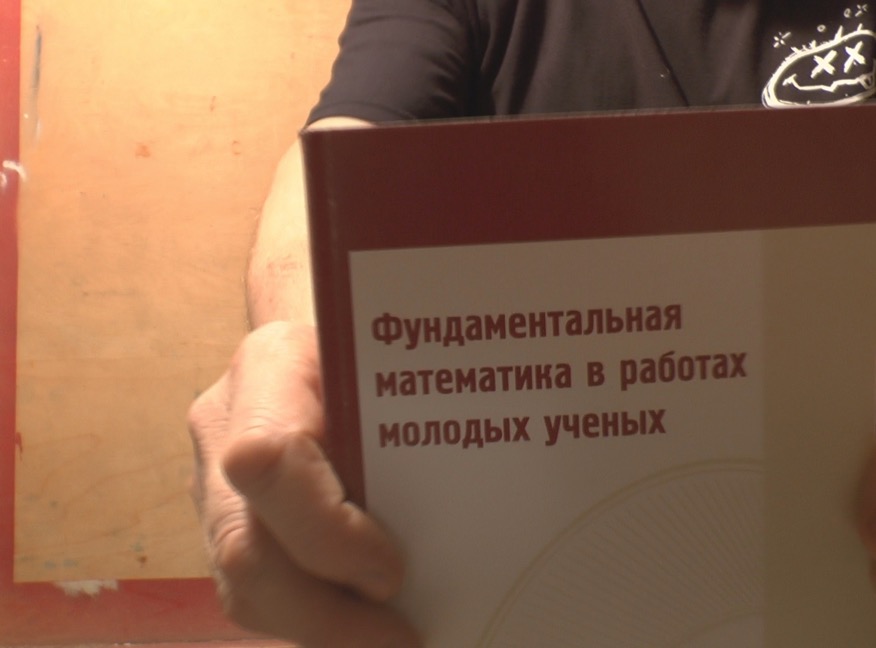 Фундаментальная
математика в работах
молодых ученых